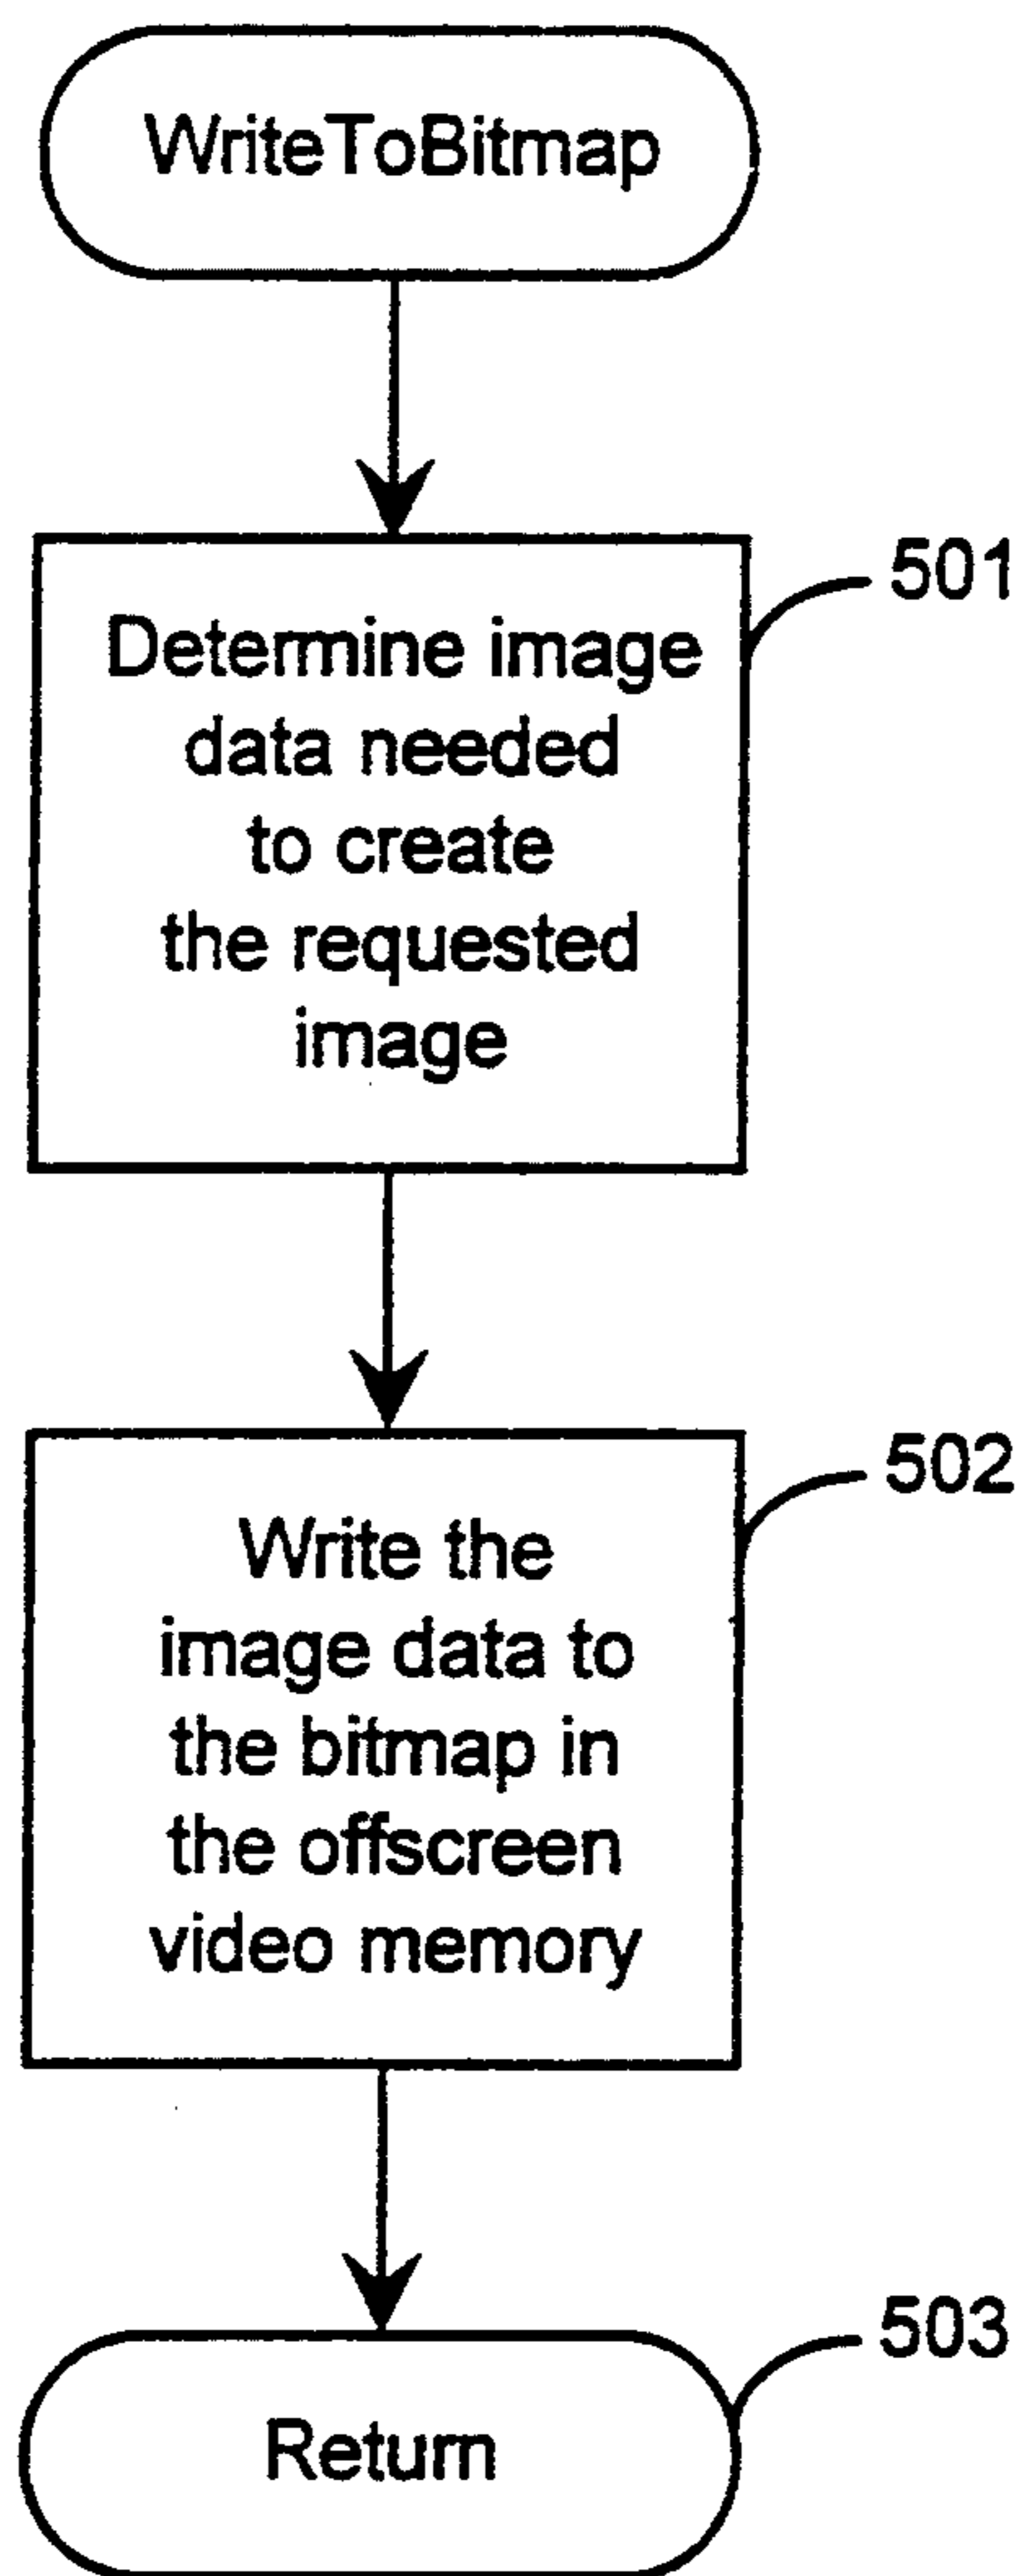 WriteToBitmap
501
Determine image
data needed
to create
the requested
image
502
Write the
image data to
the bitmap in
the offscreen
video memory
503
Return